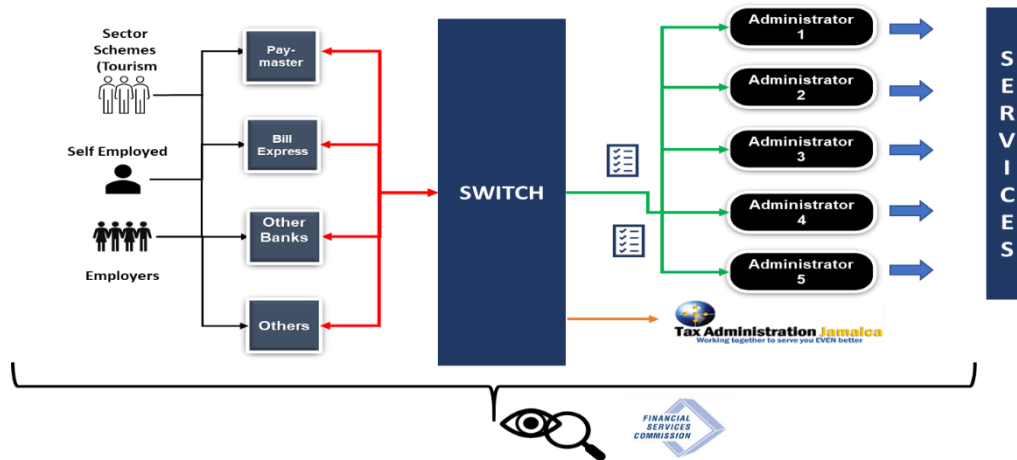 Sector
Schemes
(Tourism
Self Employed
Employers
Pay-
master
Bill
Express
Other
Banks
Others
SWITCH
Administrator
1
Administrator
2
Administrator
3
Administrator
4
Administrator
5
Tax Administration Jamaica
Working together to serve you EVEN better
SERVICES
FINANCIAL
SERVICES
COMMISSION